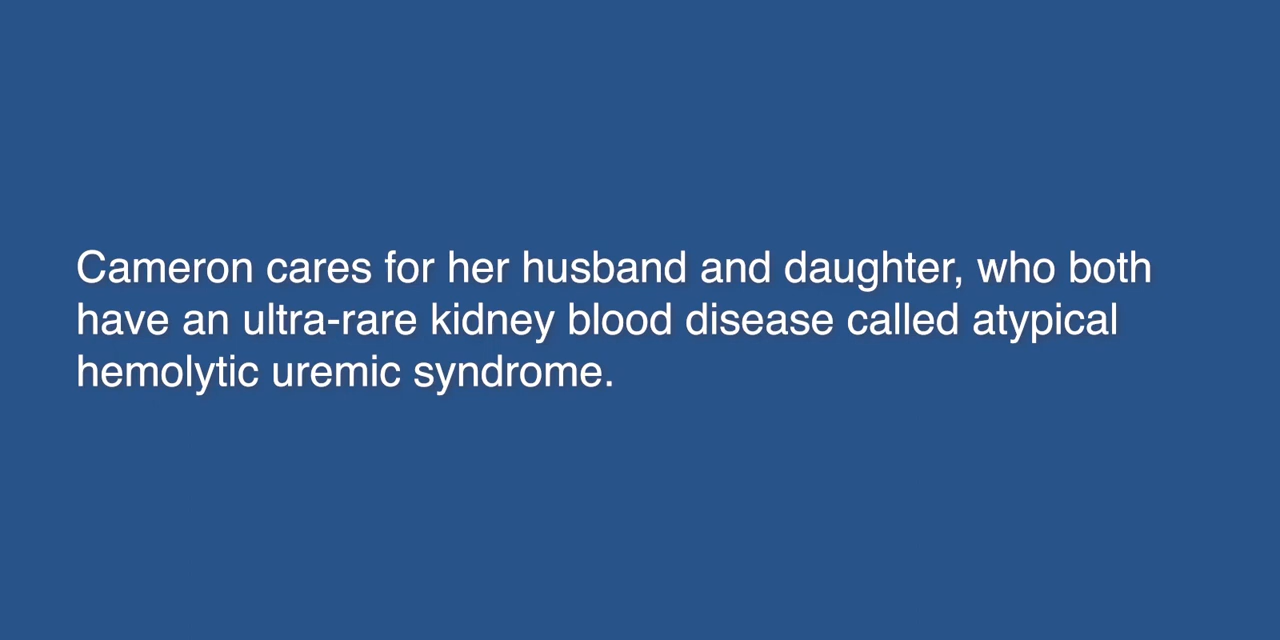 Cameron cares for her husband and daughter, who both
have an ultra-rare kidney blood disease called atypical
hemolytic uremic syndrome.